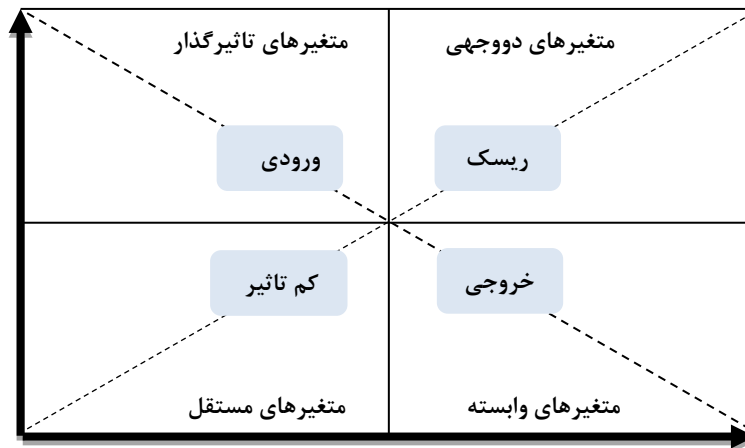 متغیرهای دووجهی
متغیرهای تاثیرگذار
ریسک
ورودی
خروجی
کم تاثیر
متغیرهای وابسته
متغیرهای مستقل